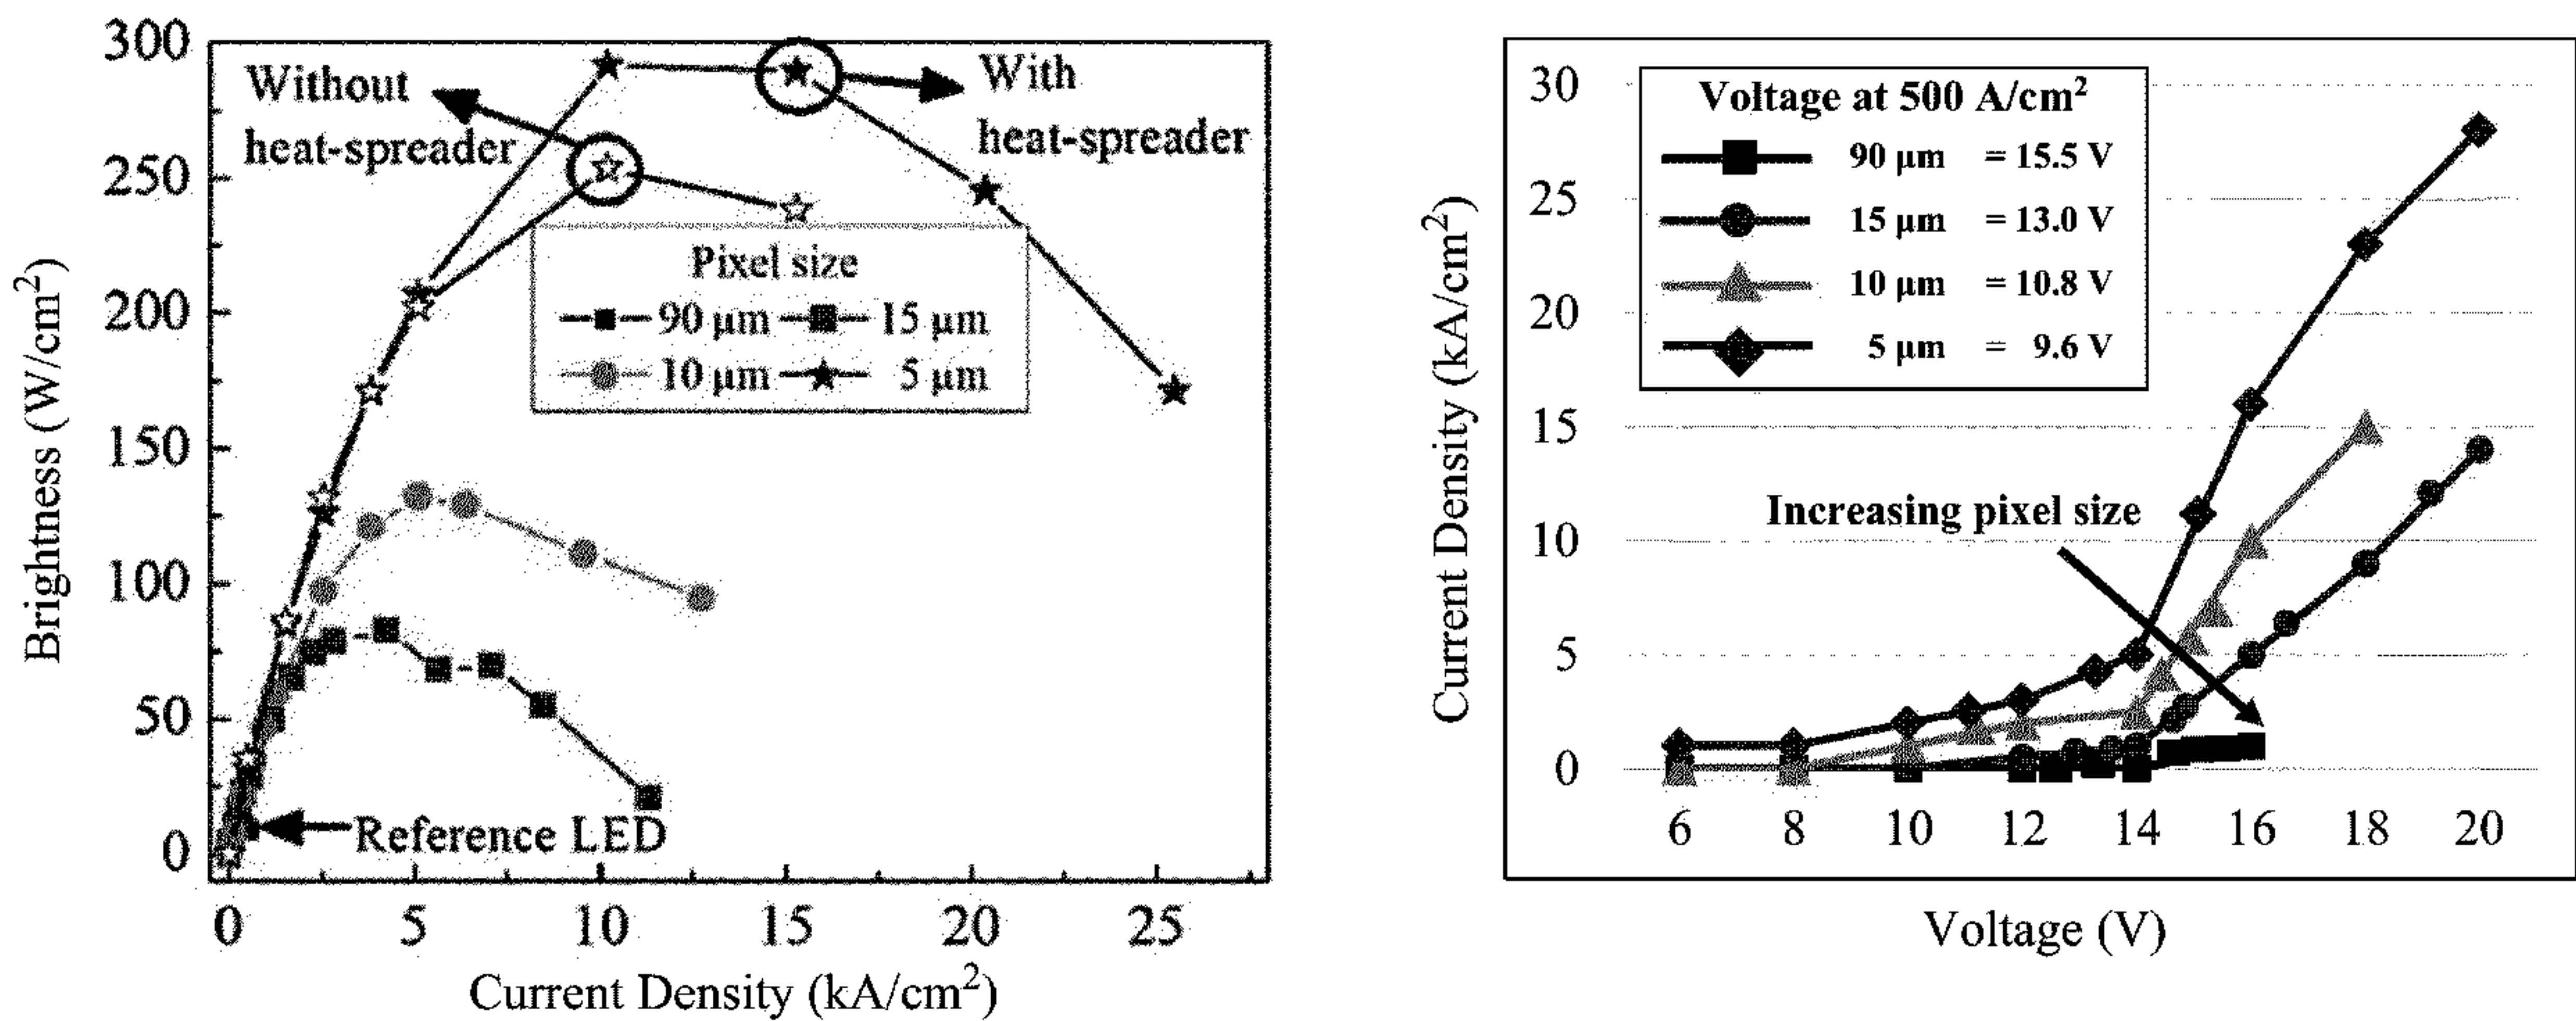 300
250
200
150
100
50
0
Brightness (W/cm²)
Without
heat-spreader
With
heat-spreader
Pixel size
90 μm 15 μm
10 μm 5 μm
Reference LED
0 5 10 15 20 25
Current Density (kA/cm²)
30
25
20
15
10
5
0
Current Density (kA/cm²)
Voltage at 500 A/cm²
90 μm = 15.5 V
15 μm = 13.0 V
10 μm = 10.8 V
5 μm = 9.6 V
Increasing pixel size
6 8 10 12 14 16 18 20
Voltage (V)